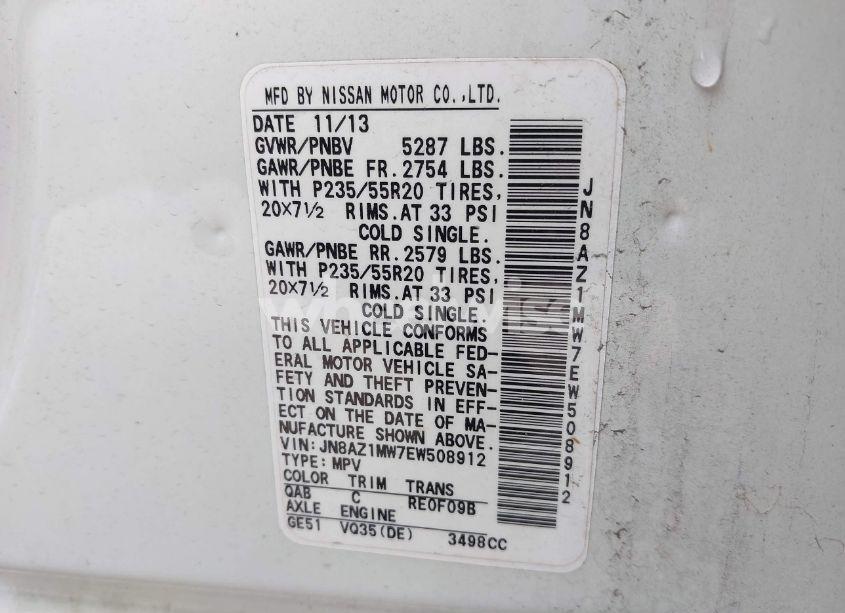 MFD BY NISSAN MOTOR CO.,LTD.
DATE 11/13
GVWR/PNBV 5287 LBS.
GAWR/PNBE FR. 2754 LBS.
WITH P235/55R20 TIRES,
20×7½ RIMS.AT 33 PSI
COLD SINGLE.
GAWR/PNBE RR. 2579 LBS.
WITH P235/55R20 TIRES,
20×7½ RIMS.AT 33 PSI
COLD SINGLE.
THIS VEHICLE CONFORMS
TO ALL APPLICABLE FED-
ERAL MOTOR VEHICLE SA-
FETY AND THEFT PREVEN-
TION STANDARDS IN EFF-
ECT ON THE DATE OF MA-
NUFACTURE SHOWN ABOVE.
VIN:JN8AZ1MW7EW508912
TYPE:MPV
COLOR TRIM TRANS
QAB C RE0F09B
AXLE ENGINE
GE51 VQ35(DE) 3498CC
JN8AZ1MW7EW508912